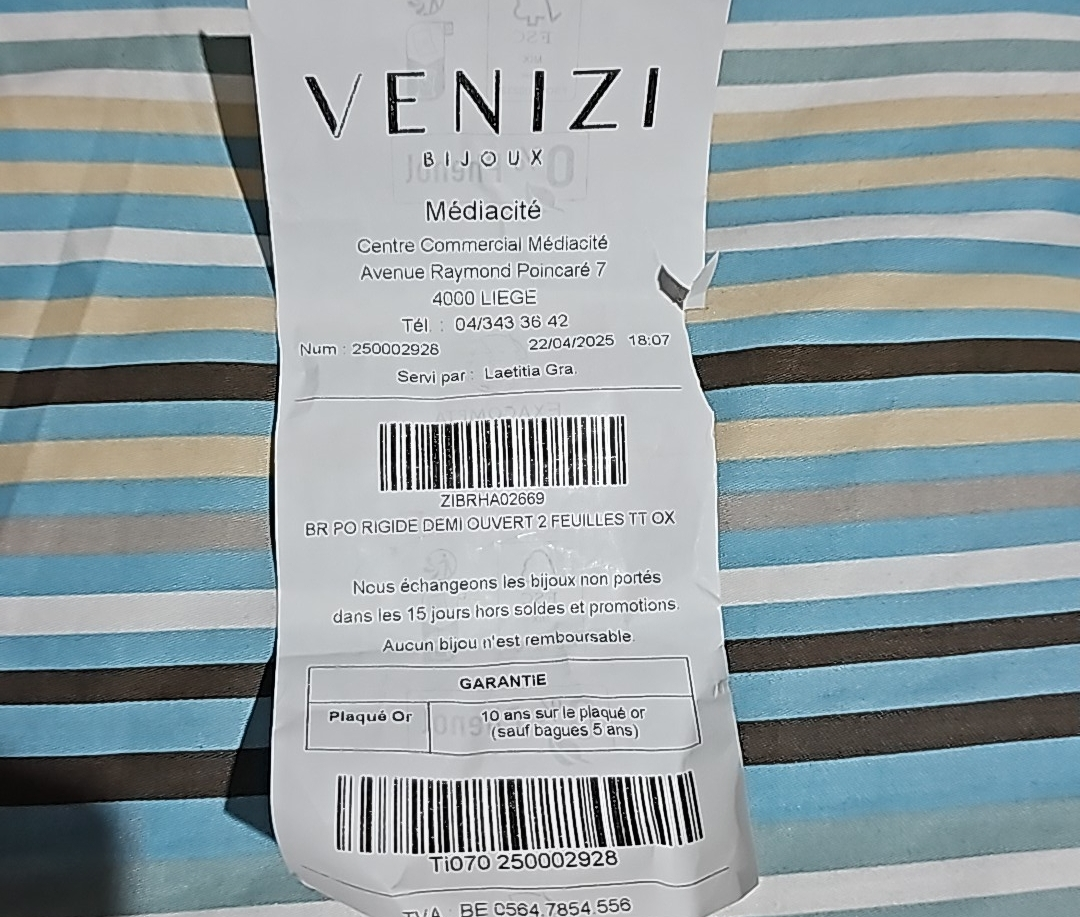 VENIZI
BIJOUX
Médiacité
Centre Commercial Médiacité
Avenue Raymond Poincaré 7
4000 LIEGE
Tél. : 04/343 36 42
Num : 250002928 22/04/2025 18:07
Servi par : Laetitia Gra.
ZIBRHA02669
BR PO RIGIDE DEMI OUVERT 2 FEUILLES TT OX
Nous échangeons les bijoux non portés
dans les 15 jours hors soldes et promotions.
Aucun bijou n'est remboursable.
GARANTIE
Plaqué Or 10 ans sur le plaqué or
(sauf bagues 5 ans)
Ti070 250002928
TVA : BE 0564.7854.556